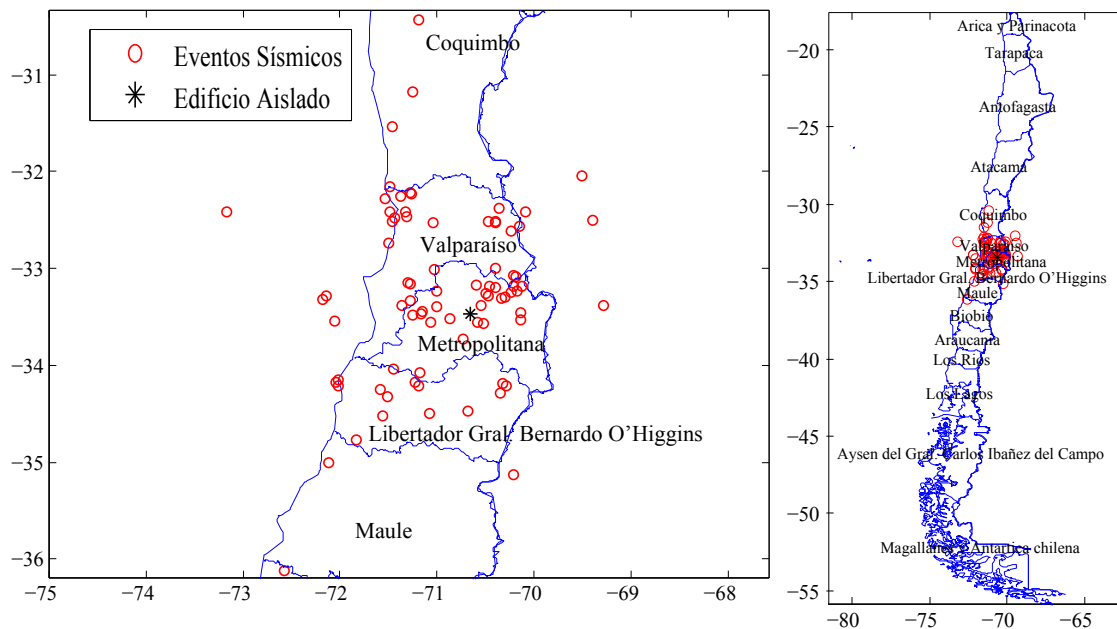 Eventos Sísmicos
Edificio Aislado
Coquimbo
Valparaíso
Metropolitana
Libertador Gral. Bernardo O'Higgins
Maule
−31
−32
−33
−34
−35
−36
−75
−74
−73
−72
−71
−70
−69
−68
Arica y Parinacota
Tarapaca
Antofagasta
Atacama
Coquimbo
Valparaiso
Metropolitana
Libertador Gral. Bernardo O'Higgins
Maule
Biobio
Araucania
Los Rios
Los Lagos
Aysen del Gral. Carlos Ibañez del Campo
Magallanes y Antartica chilena
−20
−25
−30
−35
−40
−45
−50
−55
−80
−75
−70
−65